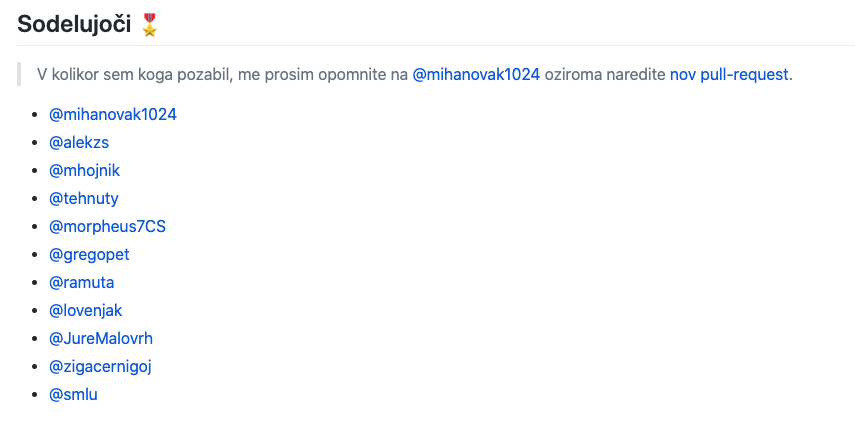 Sodelujoči 🎖️
V kolikor sem koga pozabil, me prosim opomnite na @mihanovak1024 oziroma naredite nov pull-request.
@mihanovak1024
@alekzs
@mhojnik
@tehnuty
@morpheus7CS
@gregopet
@ramuta
@lovenjak
@JureMalovrh
@zigacernigoj
@smlu